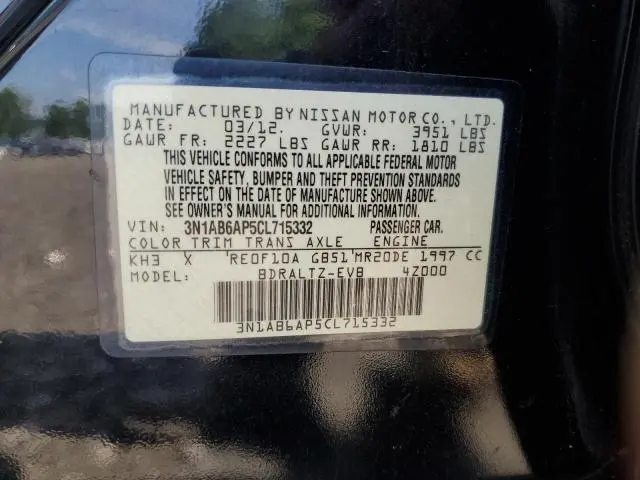 MANUFACTURED BY NISSAN MOTOR CO., LTD.
DATE: 03/12. GVWR: 3951 LBS
GAWR FR: 2227 LBS GAWR RR: 1810 LBS
THIS VEHICLE CONFORMS TO ALL APPLICABLE FEDERAL MOTOR
VEHICLE SAFETY, BUMPER AND THEFT PREVENTION STANDARDS
IN EFFECT ON THE DATE OF MANUFACTURE SHOWN ABOVE.
SEE OWNER'S MANUAL FOR ADDITIONAL INFORMATION.
VIN: 3N1AB6AP5CL715332 PASSENGER CAR.
COLOR TRIM TRANS AXLE ENGINE
KH3 X RE0F10A GB51 MR20DE 1997 CC
MODEL: BDRALTZ-EVB 4Z000
3N1AB6AP5CL715332